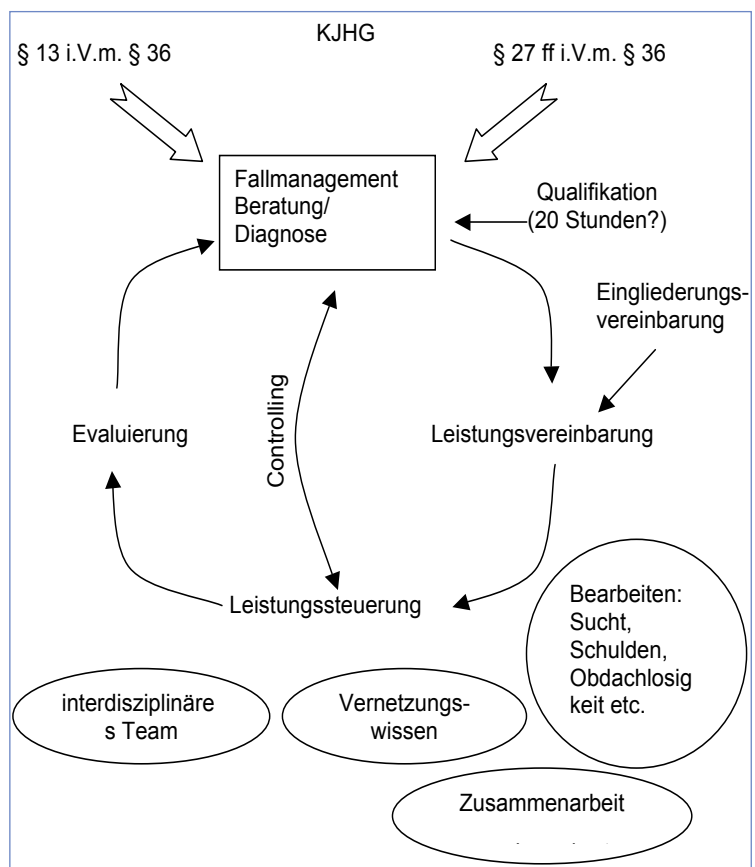 KJHG
§ 13 i.V.m. § 36
§ 27 ff i.V.m. § 36
Fallmanagement
Beratung/
Diagnose
Qualifikation
(20 Stunden?)
Eingliederungs-
vereinbarung
Controlling
Evaluierung
Leistungsvereinbarung
Leistungssteuerung
Bearbeiten:
Sucht,
Schulden,
Obdachlosig
keit etc.
interdisziplinäre
s Team
Vernetzungs-
wissen
Zusammenarbeit